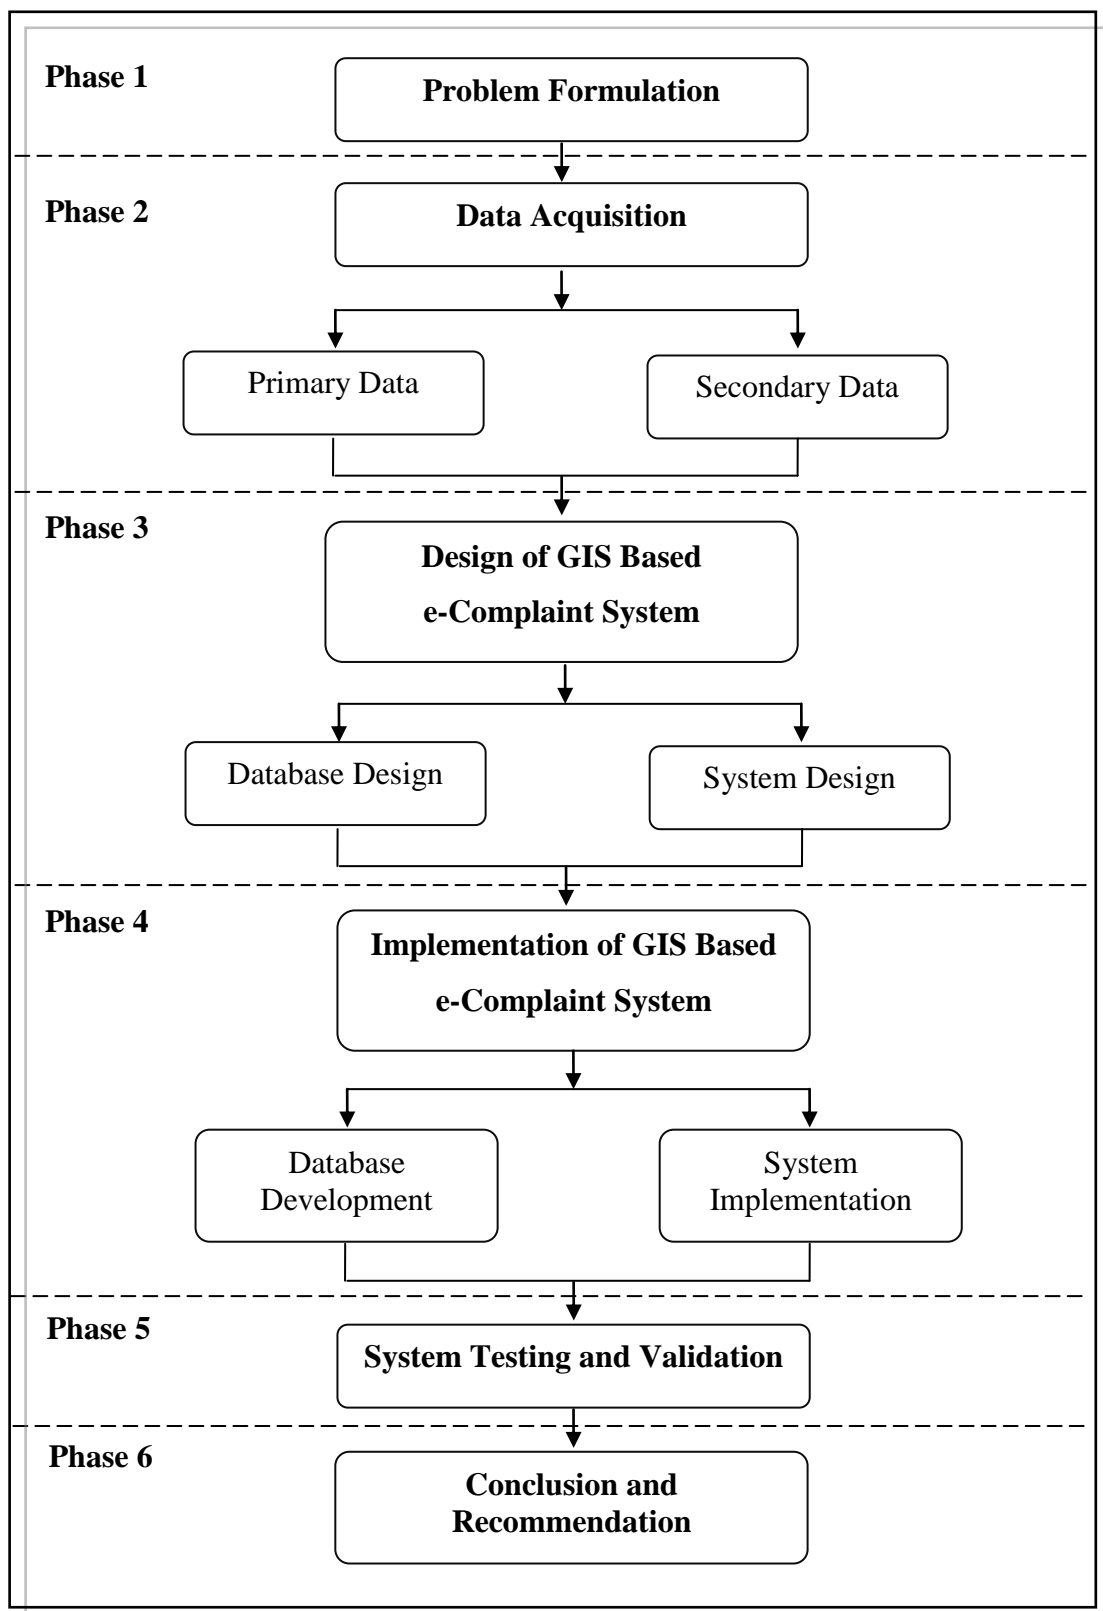 Phase 1
Problem Formulation
Phase 2
Data Acquisition
Primary Data
Secondary Data
Phase 3
Design of GIS Based
e-Complaint System
Database Design
System Design
Phase 4
Implementation of GIS Based
e-Complaint System
Database
Development
System
Implementation
Phase 5
System Testing and Validation
Phase 6
Conclusion and
Recommendation